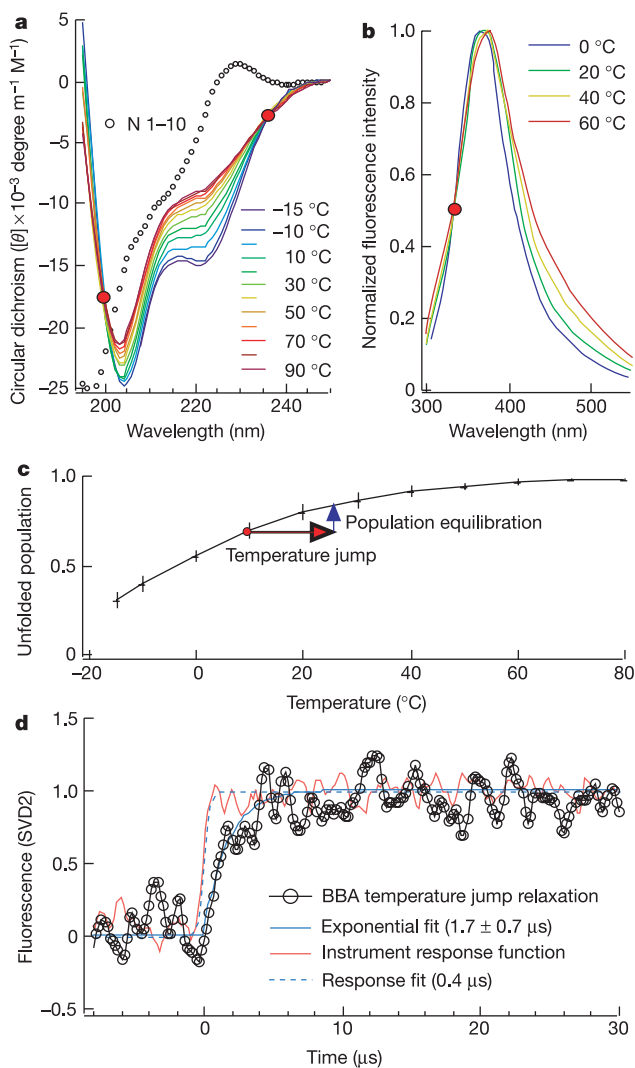 a
Circular dichroism ([θ] × 10⁻³ degree m⁻¹ M⁻¹)
5
0
−5
−10
−15
−20
−25
N 1–10
−15 °C
−10 °C
10 °C
30 °C
50 °C
70 °C
90 °C
200 220 240
Wavelength (nm)
b
Normalized fluorescence intensity
1.0
0.8
0.6
0.4
0.2
0
0 °C
20 °C
40 °C
60 °C
300 400 500
Wavelength (nm)
c
Unfolded population
1.0
0.5
0
Population equilibration
Temperature jump
−20 0 20 40 60 80
Temperature (°C)
d
Fluorescence (SVD2)
1.5
1.0
0.5
0
−0.5
BBA temperature jump relaxation
Exponential fit (1.7 ± 0.7 μs)
Instrument response function
Response fit (0.4 μs)
0 10 20 30
Time (μs)